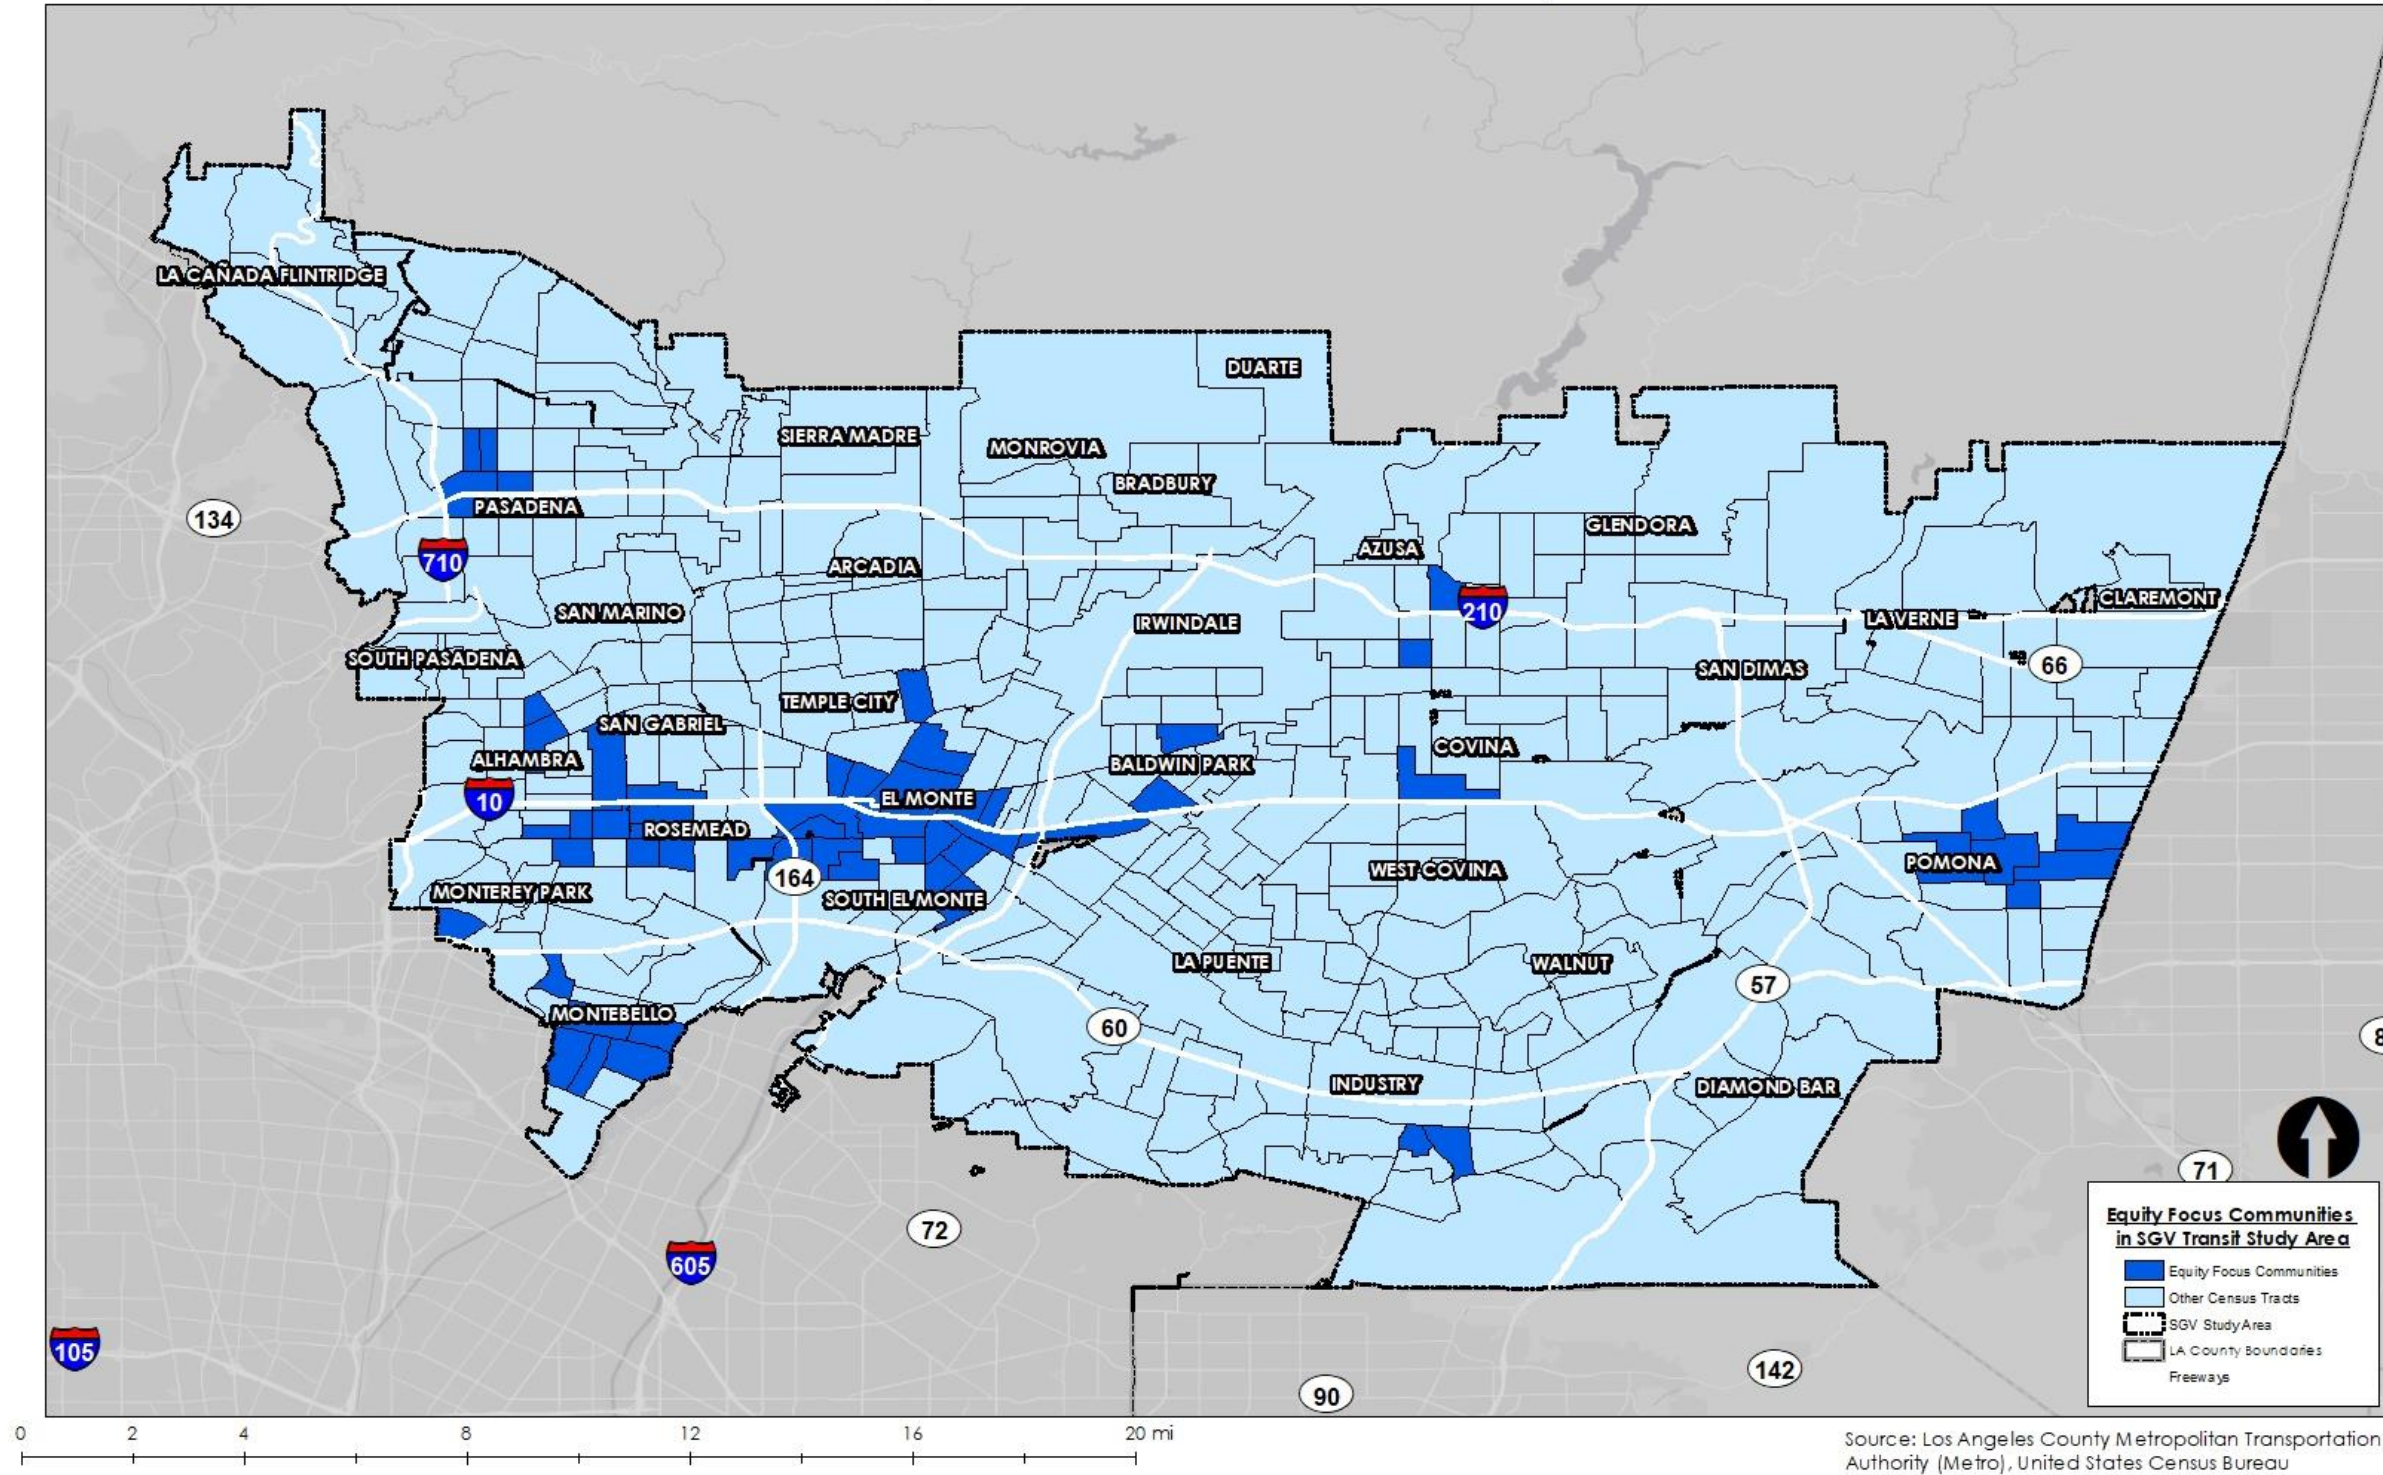 DUARTE
LA CAÑADA FLINTRIDGE
SIERRA MADRE
MONROVIA
BRADBURY
PASADENA
134
710
ARCADIA
AZUSA
GLENDORA
210
SAN MARINO
IRWINDALE
LA VERNE
CLAREMONT
SOUTH PASADENA
SAN DIMAS
66
TEMPLE CITY
SAN GABRIEL
ALHAMBRA
BALDWIN PARK
COVINA
10
EL MONTE
ROSEMEAD
164
WEST COVINA
POMONA
MONTEREY PARK
SOUTH EL MONTE
LA PUENTE
WALNUT
57
MONTEBELLO
60
8
INDUSTRY
DIAMOND BAR
71
72
605
105
90
142
Equity Focus Communities
in SGV Transit Study Area
Equity Focus Communities
Other Census Tracts
SGV Study Area
LA County Boundaries
Freeways
0 2 4 8 12 16 20 mi
Source: Los Angeles County Metropolitan Transportation
Authority (Metro), United States Census Bureau